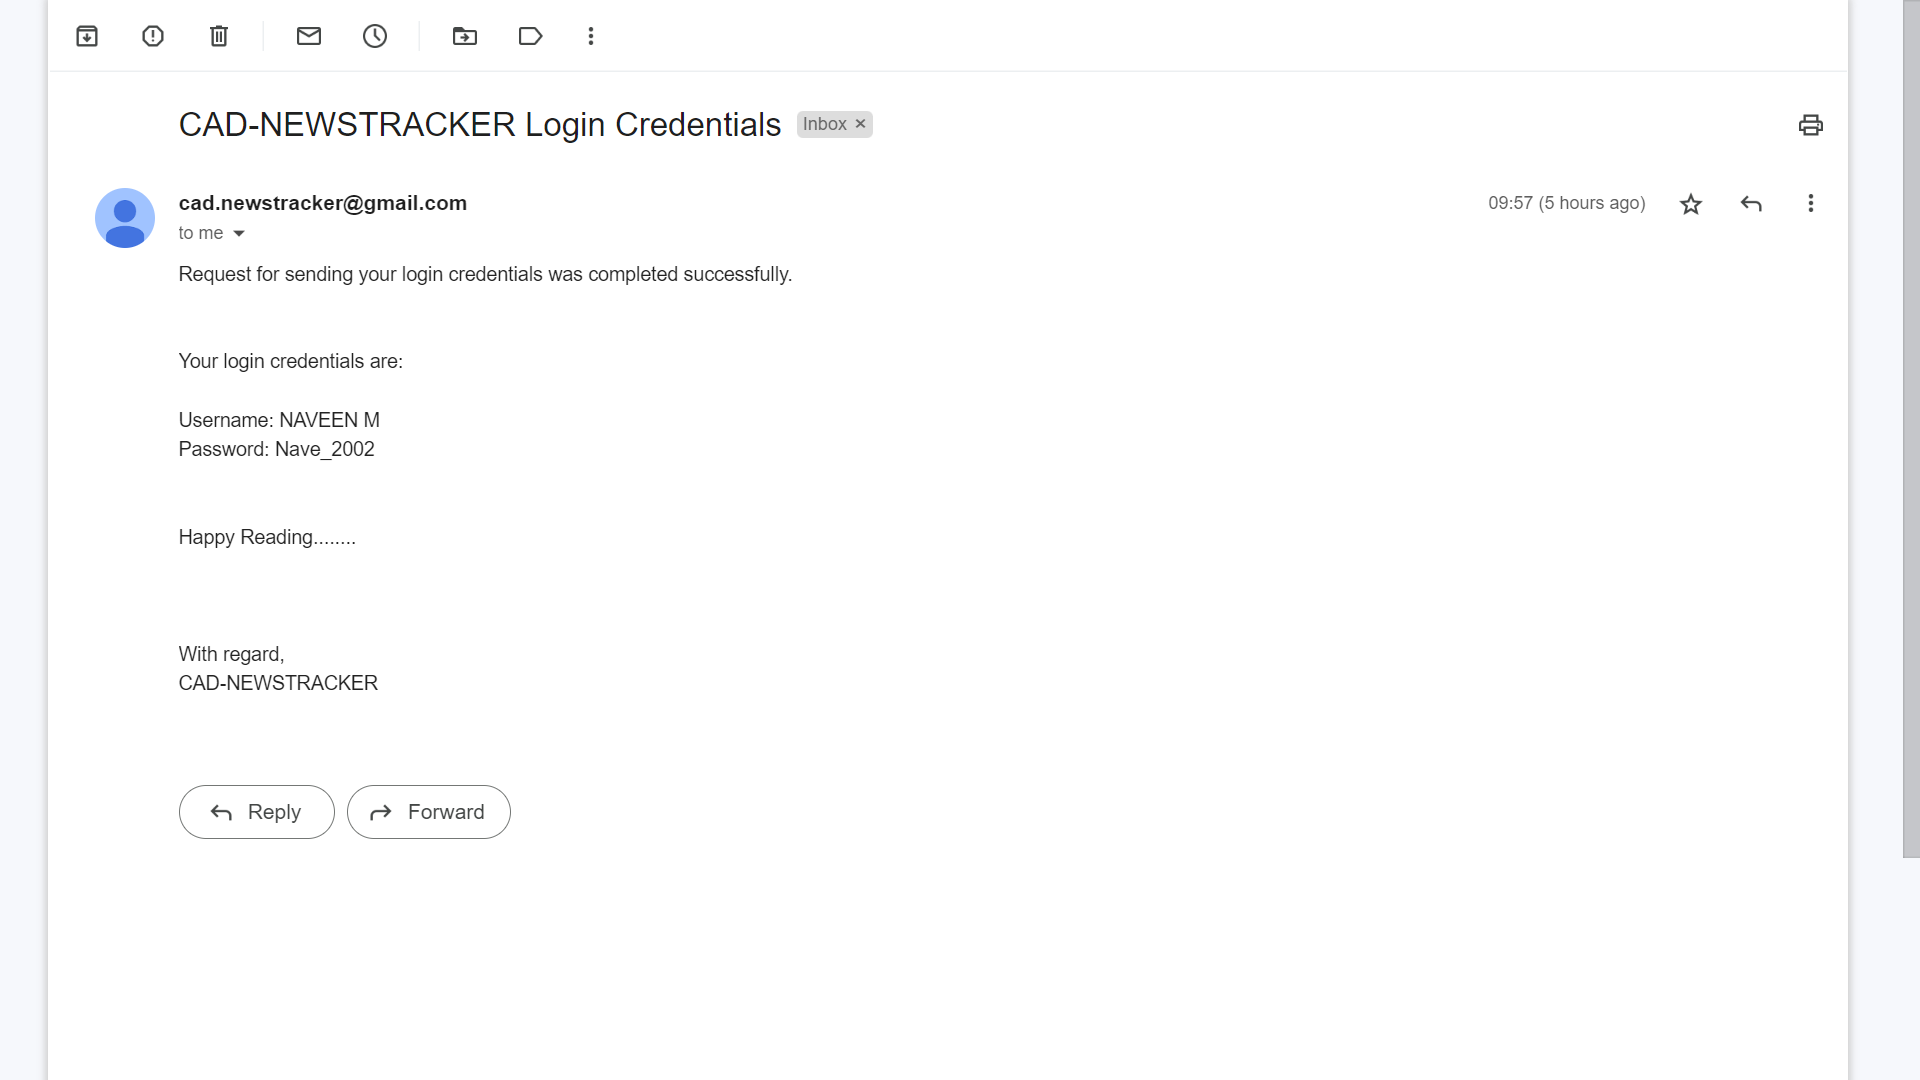 CAD-NEWSTRACKER Login Credentials Inbox ×
cad.newstracker@gmail.com 09:57 (5 hours ago)
to me
Request for sending your login credentials was completed successfully.
Your login credentials are:
Username: NAVEEN M
Password: Nave_2002
Happy Reading........
With regard,
CAD-NEWSTRACKER
Reply Forward